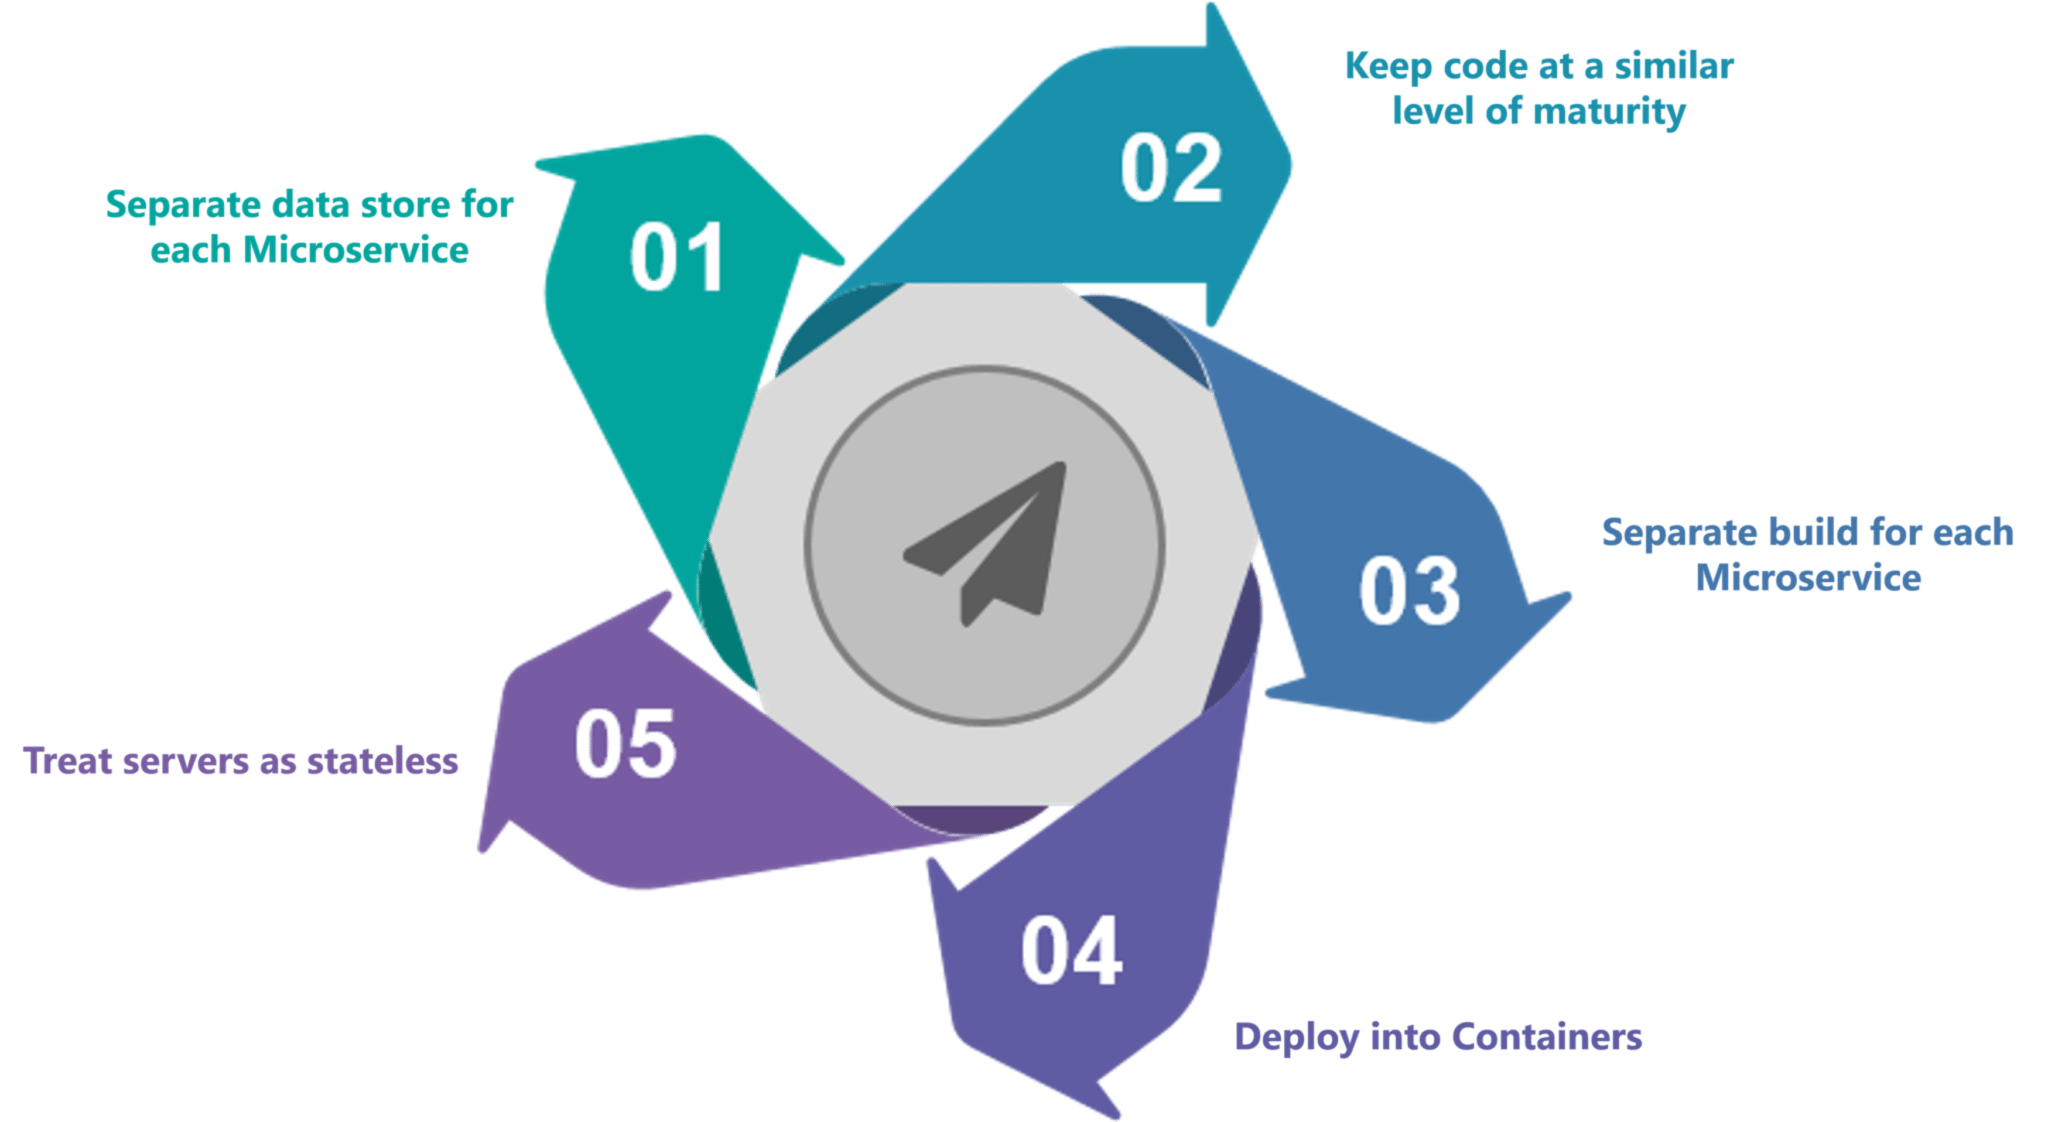 01
Separate data store for
each Microservice
02
Keep code at a similar
level of maturity
03
Separate build for each
Microservice
04
Deploy into Containers
05
Treat servers as stateless